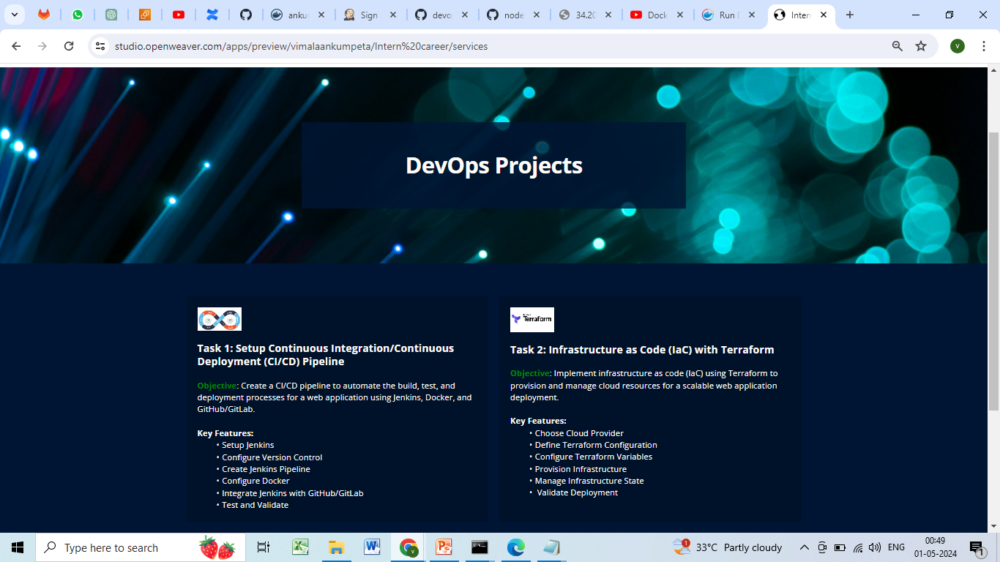 anku
Sign
devo
node
34.20
Dock
Run
Inter
studio.openweaver.com/apps/preview/vimalaankumpeta/Intern%20career/services
V
DevOps Projects
Task 1: Setup Continuous Integration/Continuous
Deployment (CI/CD) Pipeline
Objective: Create a CI/CD pipeline to automate the build, test, and
deployment processes for a web application using Jenkins, Docker, and
GitHub/GitLab.
Key Features:
• Setup Jenkins
• Configure Version Control
• Create Jenkins Pipeline
• Configure Docker
• Integrate Jenkins with GitHub/GitLab
• Test and Validate
Terraform
Task 2: Infrastructure as Code (IaC) with Terraform
Objective: Implement infrastructure as code (IaC) using Terraform to
provision and manage cloud resources for a scalable web application
deployment.
Key Features:
• Choose Cloud Provider
• Define Terraform Configuration
• Configure Terraform Variables
• Provision Infrastructure
• Manage Infrastructure State
• Validate Deployment
Type here to search
1
33°C Partly cloudy
ENG
00:49
01-05-2024
1